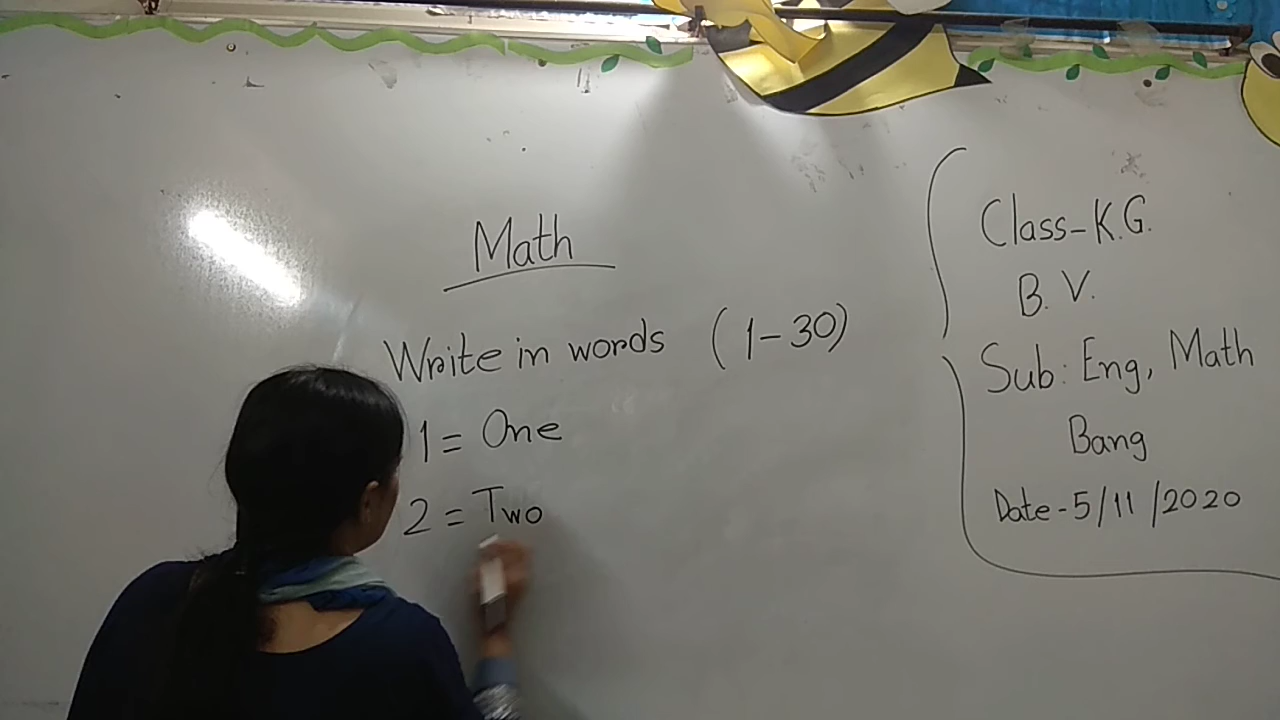 Math
Write in words (1-30)
1 = One
2 = Two
Class-K.G.
B.V.
Sub: Eng, Math
Bang
Date-5/11/2020